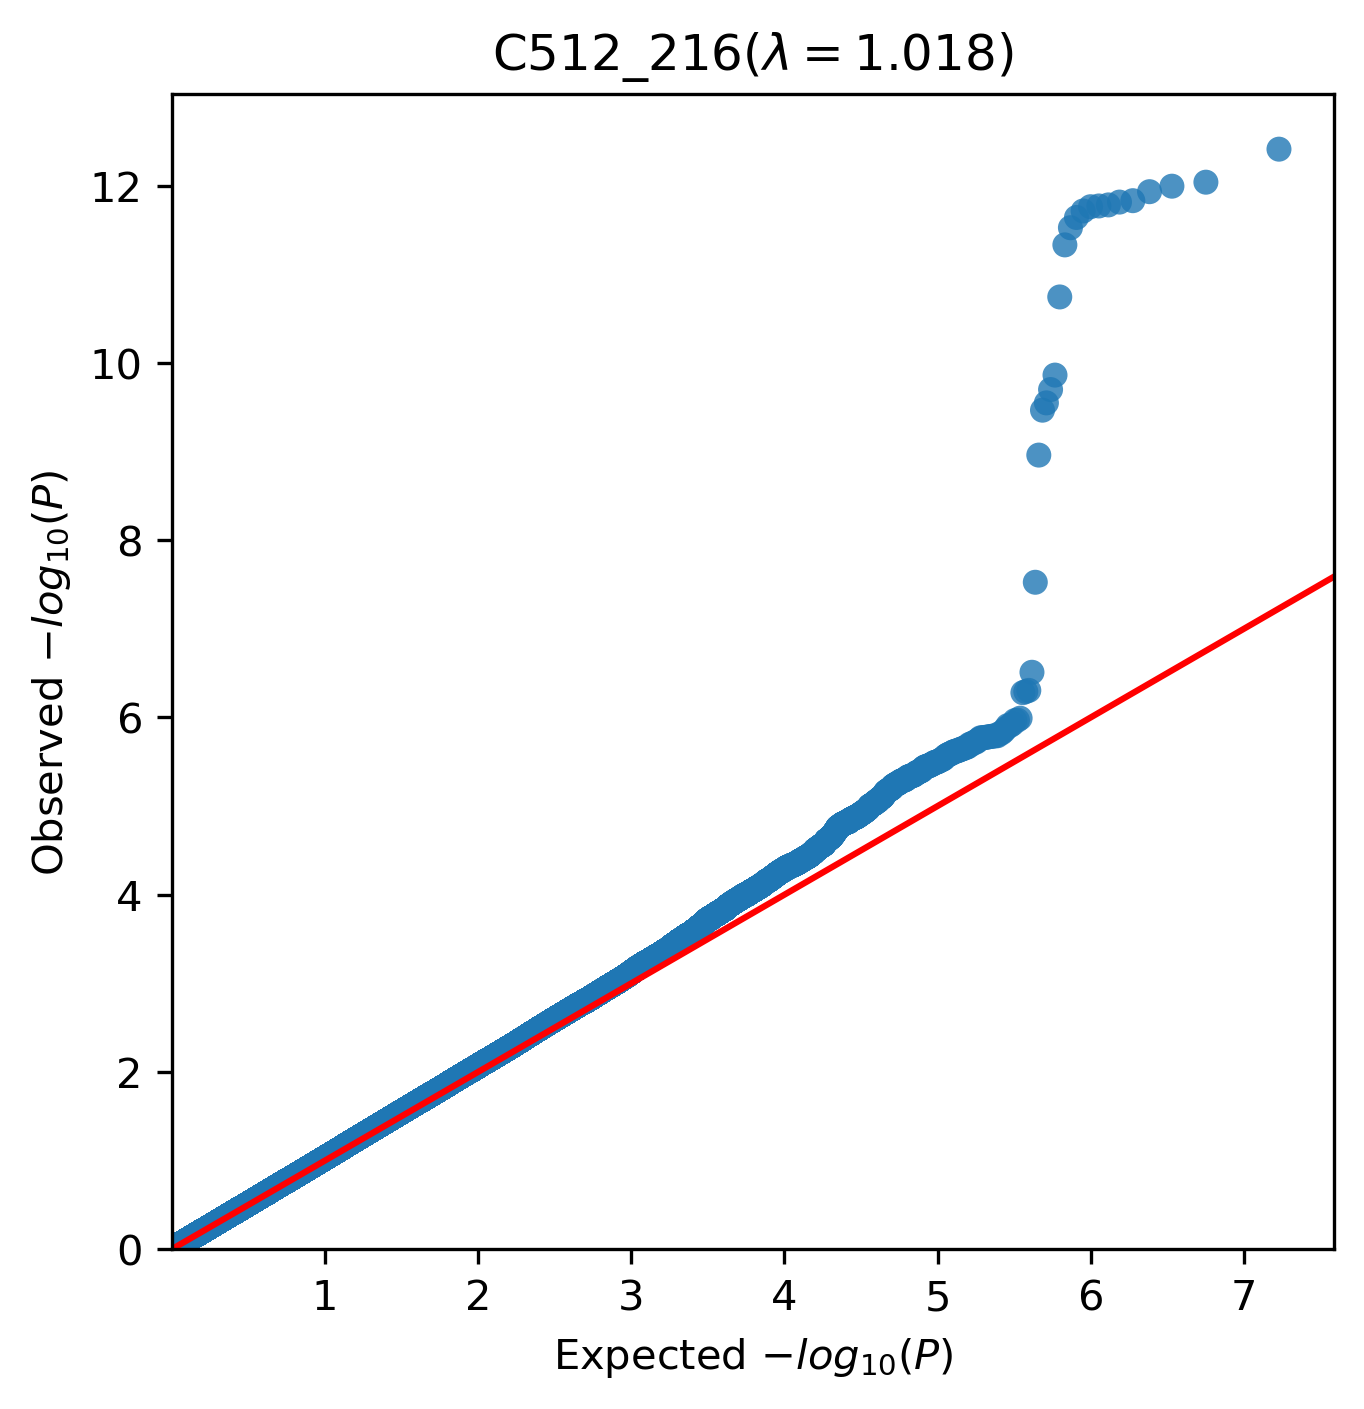 C512_216(λ = 1.018)
Observed −log₁₀(P)
12
10
8
6
4
2
0
1 2 3 4 5 6 7
Expected −log₁₀(P)